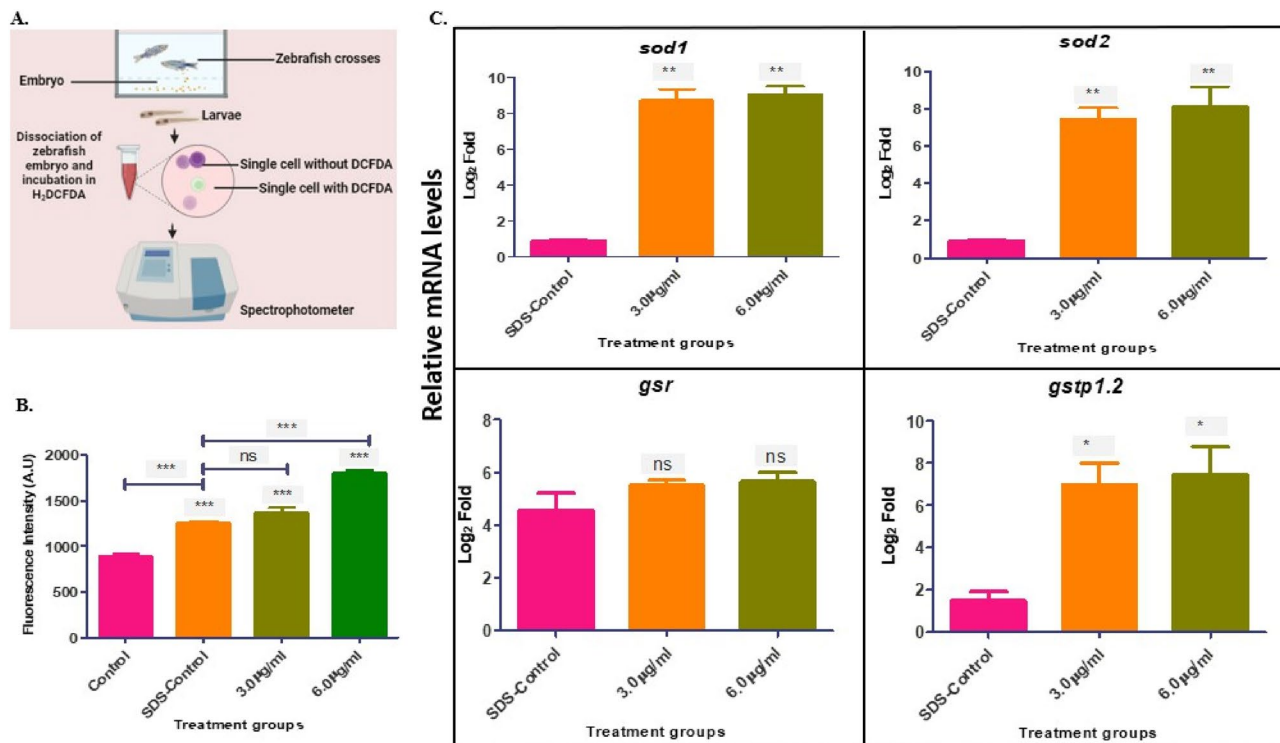 A.
Zebrafish crosses
Embryo
Larvae
Dissociation of
zebrafish
embryo and
incubation in
H₂DCFDA
Single cell without DCFDA
Single cell with DCFDA
Spectrophotometer
B.
***
***
ns
***
***
***
2000
1500
1000
500
0
Fluorescence Intensity (A.U)
Control
SDS-Control
3.0µg/ml
6.0µg/ml
Treatment groups
C.
Relative mRNA levels
sod1
**
**
10
8
6
4
2
0
Log₂ Fold
SDS-Control
3.0µg/ml
6.0µg/ml
Treatment groups
sod2
**
**
10
8
6
4
2
0
Log₂ Fold
SDS-Control
3.0µg/ml
6.0µg/ml
Treatment groups
gsr
ns
ns
8
6
4
2
0
Log₂ Fold
SDS-Control
3.0µg/ml
6.0µg/ml
Treatment groups
gstp1.2
*
*
10
8
6
4
2
0
Log₂ Fold
SDS-Control
3.0µg/ml
6.0µg/ml
Treatment groups